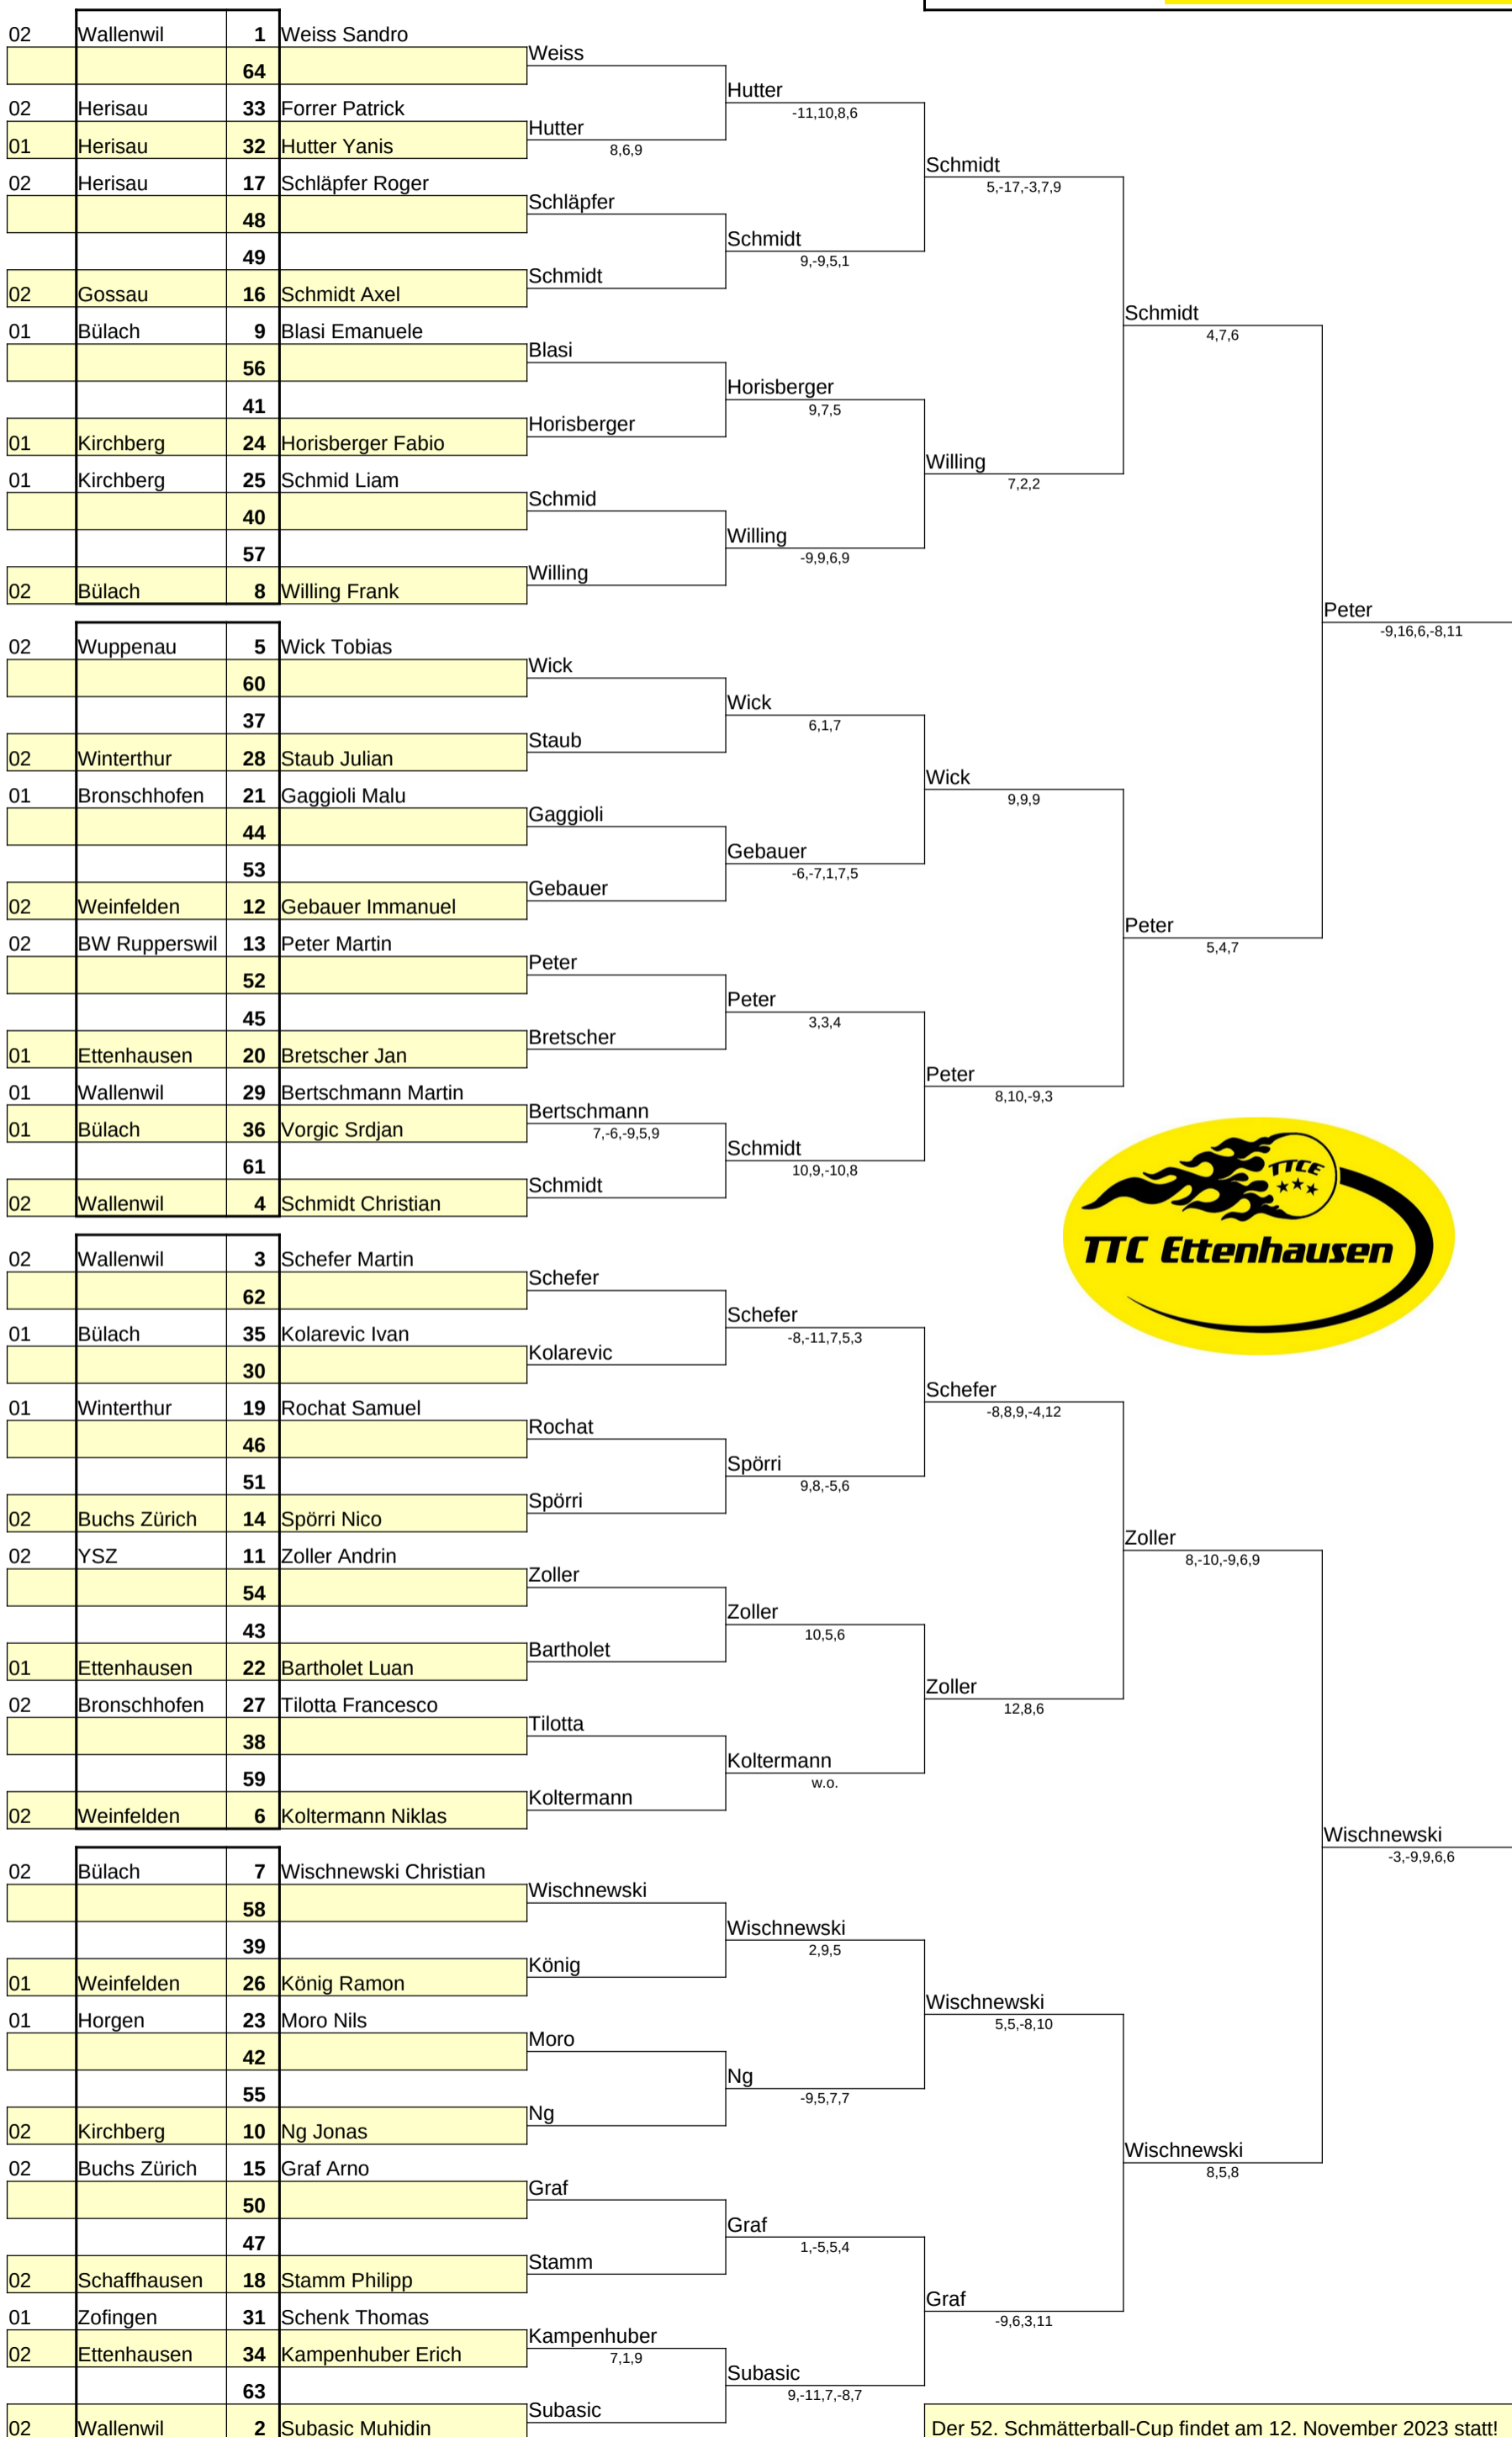 02 Wallenwil 1 Weiss Sandro
Weiss
64
Hutter
-11,10,8,6
02 Herisau 33 Forrer Patrick
Hutter
8,6,9
01 Herisau 32 Hutter Yanis
Schmidt
5,-17,-3,7,9
02 Herisau 17 Schläpfer Roger
Schläpfer
48
Schmidt
9,-9,5,1
49
Schmidt
02 Gossau 16 Schmidt Axel
Schmidt
4,7,6
01 Bülach 9 Blasi Emanuele
Blasi
56
Horisberger
9,7,5
41
Horisberger
01 Kirchberg 24 Horisberger Fabio
Willing
7,2,2
01 Kirchberg 25 Schmid Liam
Schmid
40
Willing
-9,9,6,9
57
Willing
02 Bülach 8 Willing Frank
Peter
-9,16,6,-8,11
02 Wuppenau 5 Wick Tobias
Wick
60
Wick
6,1,7
37
Staub
02 Winterthur 28 Staub Julian
Wick
9,9,9
01 Bronschhofen 21 Gaggioli Malu
Gaggioli
44
Gebauer
-6,-7,1,7,5
53
Gebauer
02 Weinfelden 12 Gebauer Immanuel
Peter
5,4,7
02 BW Rupperswil 13 Peter Martin
Peter
52
Peter
3,3,4
45
Bretscher
01 Ettenhausen 20 Bretscher Jan
Peter
8,10,-9,3
01 Wallenwil 29 Bertschmann Martin
Bertschmann
7,-6,-9,5,9
01 Bülach 36 Vorgic Srdjan
Schmidt
10,9,-10,8
61
Schmidt
02 Wallenwil 4 Schmidt Christian
TTCE
TTC Ettenhausen
02 Wallenwil 3 Schefer Martin
Schefer
62
Schefer
-8,-11,7,5,3
01 Bülach 35 Kolarevic Ivan
Kolarevic
30
Schefer
-8,8,9,-4,12
01 Winterthur 19 Rochat Samuel
Rochat
46
Spörri
9,8,-5,6
51
Spörri
02 Buchs Zürich 14 Spörri Nico
Zoller
8,-10,-9,6,9
02 YSZ 11 Zoller Andrin
Zoller
54
Zoller
10,5,6
43
Bartholet
01 Ettenhausen 22 Bartholet Luan
Zoller
12,8,6
02 Bronschhofen 27 Tilotta Francesco
Tilotta
38
Koltermann
w.o.
59
Koltermann
02 Weinfelden 6 Koltermann Niklas
Wischnewski
-3,-9,9,6,6
02 Bülach 7 Wischnewski Christian
Wischnewski
58
Wischnewski
2,9,5
39
König
01 Weinfelden 26 König Ramon
Wischnewski
5,5,-8,10
01 Horgen 23 Moro Nils
Moro
42
Ng
-9,5,7,7
55
Ng
02 Kirchberg 10 Ng Jonas
Wischnewski
8,5,8
02 Buchs Zürich 15 Graf Arno
Graf
50
Graf
1,-5,5,4
47
Stamm
02 Schaffhausen 18 Stamm Philipp
Graf
-9,6,3,11
01 Zofingen 31 Schenk Thomas
Kampenhuber
7,1,9
02 Ettenhausen 34 Kampenhuber Erich
Subasic
9,-11,7,-8,7
63
Subasic
02 Wallenwil 2 Subasic Muhidin
Der 52. Schmätterball-Cup findet am 12. November 2023 statt!